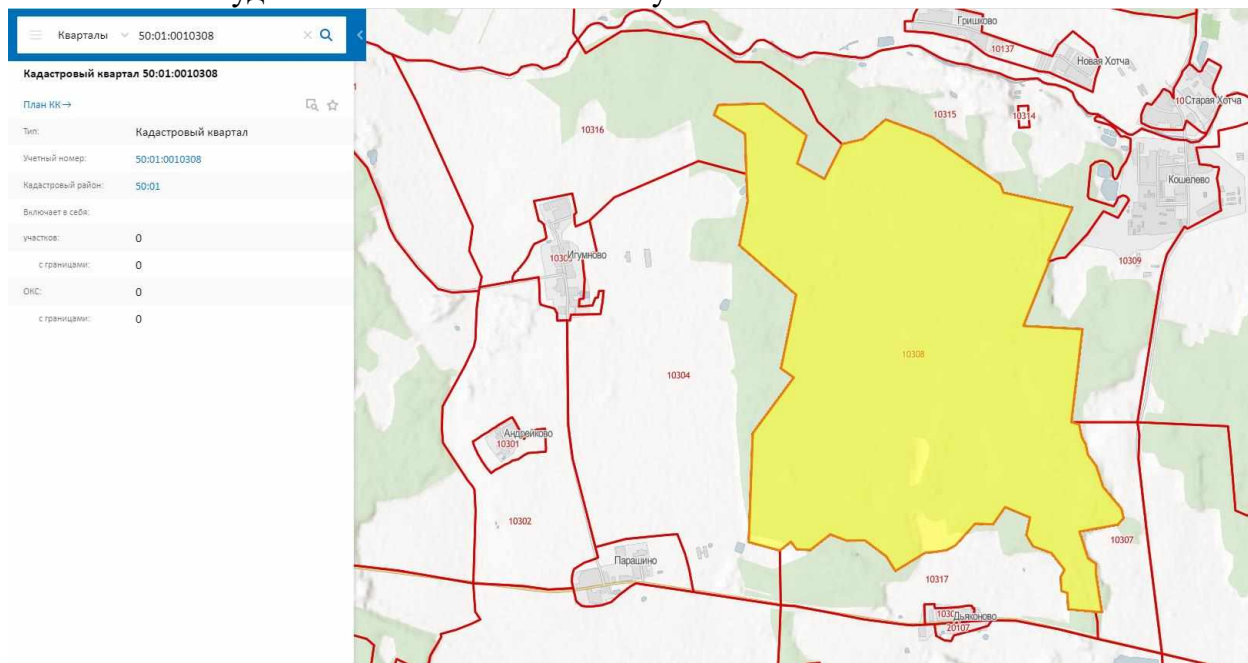 Кварталы 50:01:0010308
Кадастровый квартал 50:01:0010308
План КК→
Тип: Кадастровый квартал
Учетный номер: 50:01:0010308
Кадастровый район: 50:01
Включает в себя:
участков: 0
с границами: 0
ОКС: 0
с границами: 0
Гришково
10137
Новая Хотча
Старая Хотча
10315
10314
10316
Кошелево
10309
Игумново
10308
10304
Андрейково
10301
10302
10307
Парашино
10317
Дьяконово
20107